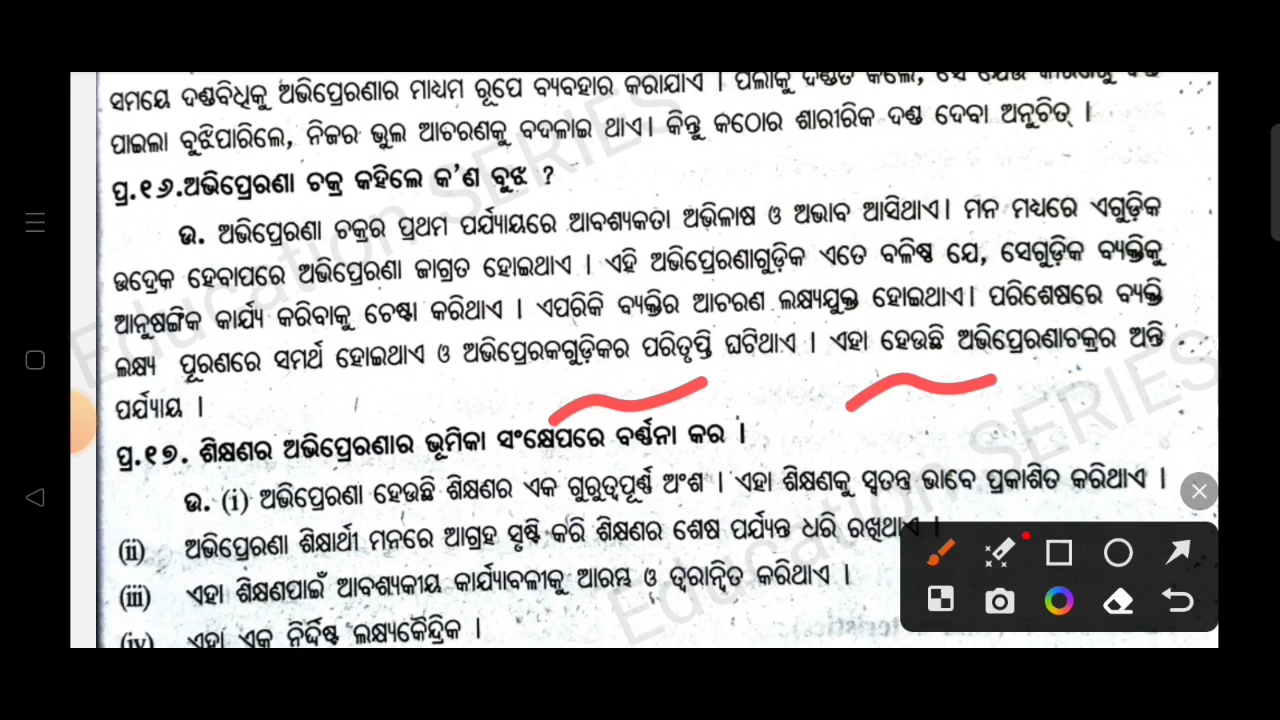 ସମୟେ ଦଣ୍ଡବିଧିକୁ ଅଭିପ୍ରେରଣାର ମାଧ୍ୟମ ରୂପେ ବ୍ୟବହାର କରାଯାଏ । ପିଲାକୁ ଦଣ୍ଡିତ କଲେ, ସେ ଯେଉଁ
ପାଇଲା ବୁଝିପାରିଲେ, ନିଜର ଭୁଲ ଆଚରଣକୁ ବଦଳାଇ ଥାଏ। କିନ୍ତୁ କଠୋର ଶାରୀରିକ ଦଣ୍ଡ ଦେବା ଅନୁଚିତ୍ ।
ପ୍ର.୧୬.ଅଭିପ୍ରେରଣା ଚକ୍ର କହିଲେ କ'ଣ ବୁଝ ?
ଉ. ଅଭିପ୍ରେରଣା ଚକ୍ରର ପ୍ରଥମ ପର୍ଯ୍ୟାୟରେ ଆବଶ୍ୟକତା ଅଭିଳାଷ ଓ ଅଭାବ ଆସିଥାଏ। ମନ ମଧ୍ୟରେ ଏଗୁଡ଼ିକ
ଉଦ୍ରେକ ହେବାପରେ ଅଭିପ୍ରେରଣା ଜାଗ୍ରତ ହୋଇଥାଏ । ଏହି ଅଭିପ୍ରେରଣାଗୁଡ଼ିକ ଏତେ ବଳିଷ୍ଠ ଯେ, ସେଗୁଡ଼ିକ ବ୍ୟକ୍ତିକୁ
ଆନୁଷଙ୍ଗିକ କାର୍ଯ୍ୟ କରିବାକୁ ଚେଷ୍ଟା କରିଥାଏ । ଏପରିକି ବ୍ୟକ୍ତିର ଆଚରଣ ଲକ୍ଷ୍ୟଯୁକ୍ତ ହୋଇଥାଏ। ପରିଶେଷରେ ବ୍ୟକ୍ତି
ଲକ୍ଷ୍ୟ ପୂରଣରେ ସମର୍ଥ ହୋଇଥାଏ ଓ ଅଭିପ୍ରେରକଗୁଡ଼ିକର ପରିତୃପ୍ତି ଘଟିଥାଏ । ଏହା ହେଉଛି ଅଭିପ୍ରେରଣାଚକ୍ରର ଅନ୍ତି
ପର୍ଯ୍ୟାୟ ।
ପ୍ର.୧୭. ଶିକ୍ଷଣର ଅଭିପ୍ରେରଣାର ଭୂମିକା ସଂକ୍ଷେପରେ ବର୍ଣ୍ଣନା କର ।
ଉ. (i) ଅଭିପ୍ରେରଣା ହେଉଛି ଶିକ୍ଷଣର ଏକ ଗୁରୁତ୍ୱପୂର୍ଣ୍ଣ ଅଂଶ । ଏହା ଶିକ୍ଷଣକୁ ସ୍ୱତନ୍ତ୍ର ଭାବେ ପ୍ରକାଶିତ କରିଥାଏ ।
(ii) ଅଭିପ୍ରେରଣା ଶିକ୍ଷାର୍ଥୀ ମନରେ ଆଗ୍ରହ ସୃଷ୍ଟି କରି ଶିକ୍ଷଣର ଶେଷ ପର୍ଯ୍ୟନ୍ତ ଧରି ରଖିଥାଏ ।
(iii) ଏହା ଶିକ୍ଷଣପାଇଁ ଆବଶ୍ୟକୀୟ କାର୍ଯ୍ୟାବଳୀକୁ ଆରମ୍ଭ ଓ ତ୍ୱରାନ୍ୱିତ କରିଥାଏ ।
(iv) ଏହା ଏକ ନିର୍ଦ୍ଦିଷ୍ଟ ଲକ୍ଷ୍ୟକୈନ୍ଦ୍ରିକ ।
Education SERIES
Education SERIES